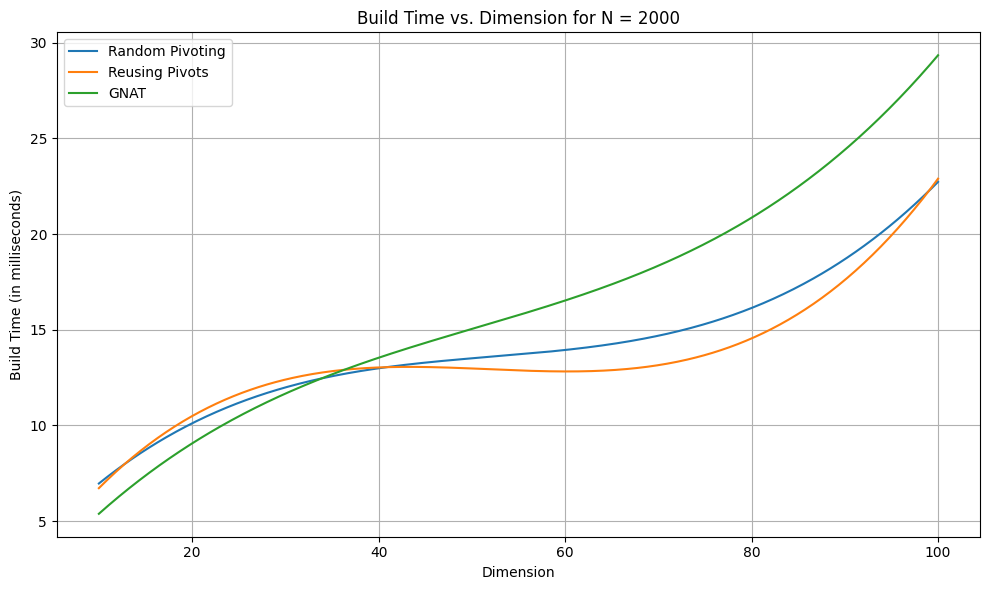 Build Time vs. Dimension for N = 2000
Random Pivoting
Reusing Pivots
GNAT
Build Time (in milliseconds)
30
25
20
15
10
5
20 40 60 80 100
Dimension